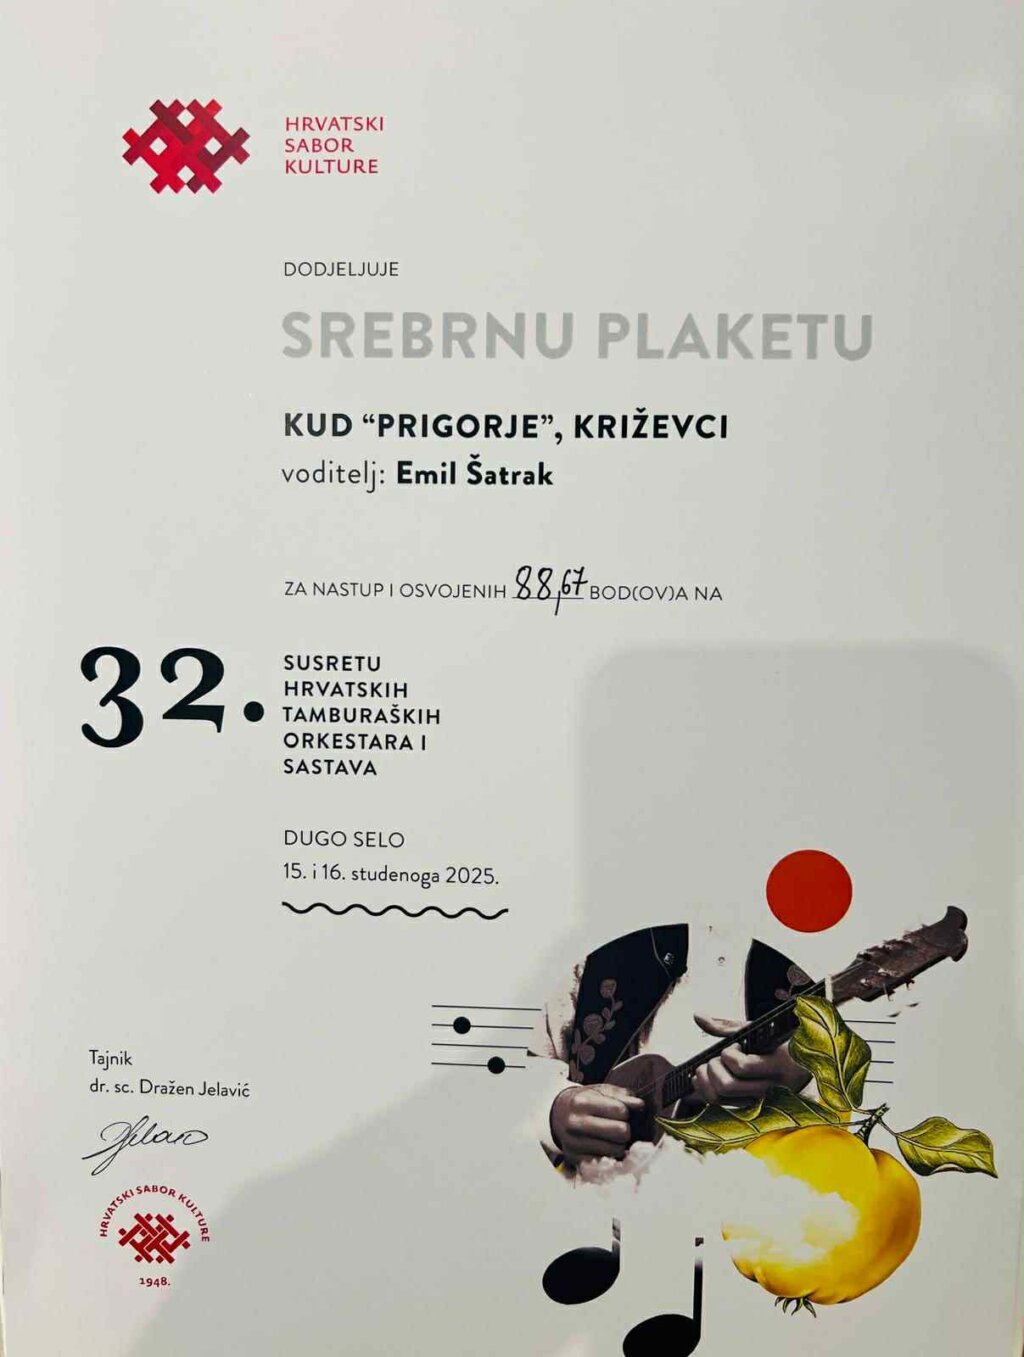 HRVATSKI
SABOR
KULTURE
DODJELJUJE
SREBRNU PLAKETU
KUD “PRIGORJE”, KRIŽEVCI
voditelj: Emil Šatrak
ZA NASTUP I OSVOJENIH 88,67 BOD(OV)A NA
32.
SUSRETU
HRVATSKIH
TAMBURAŠKIH
ORKESTARA I
SASTAVA
DUGO SELO
15. i 16. studenoga 2025.
Tajnik
dr. sc. Dražen Jelavić
HRVATSKI SABOR KULTURE
1948.